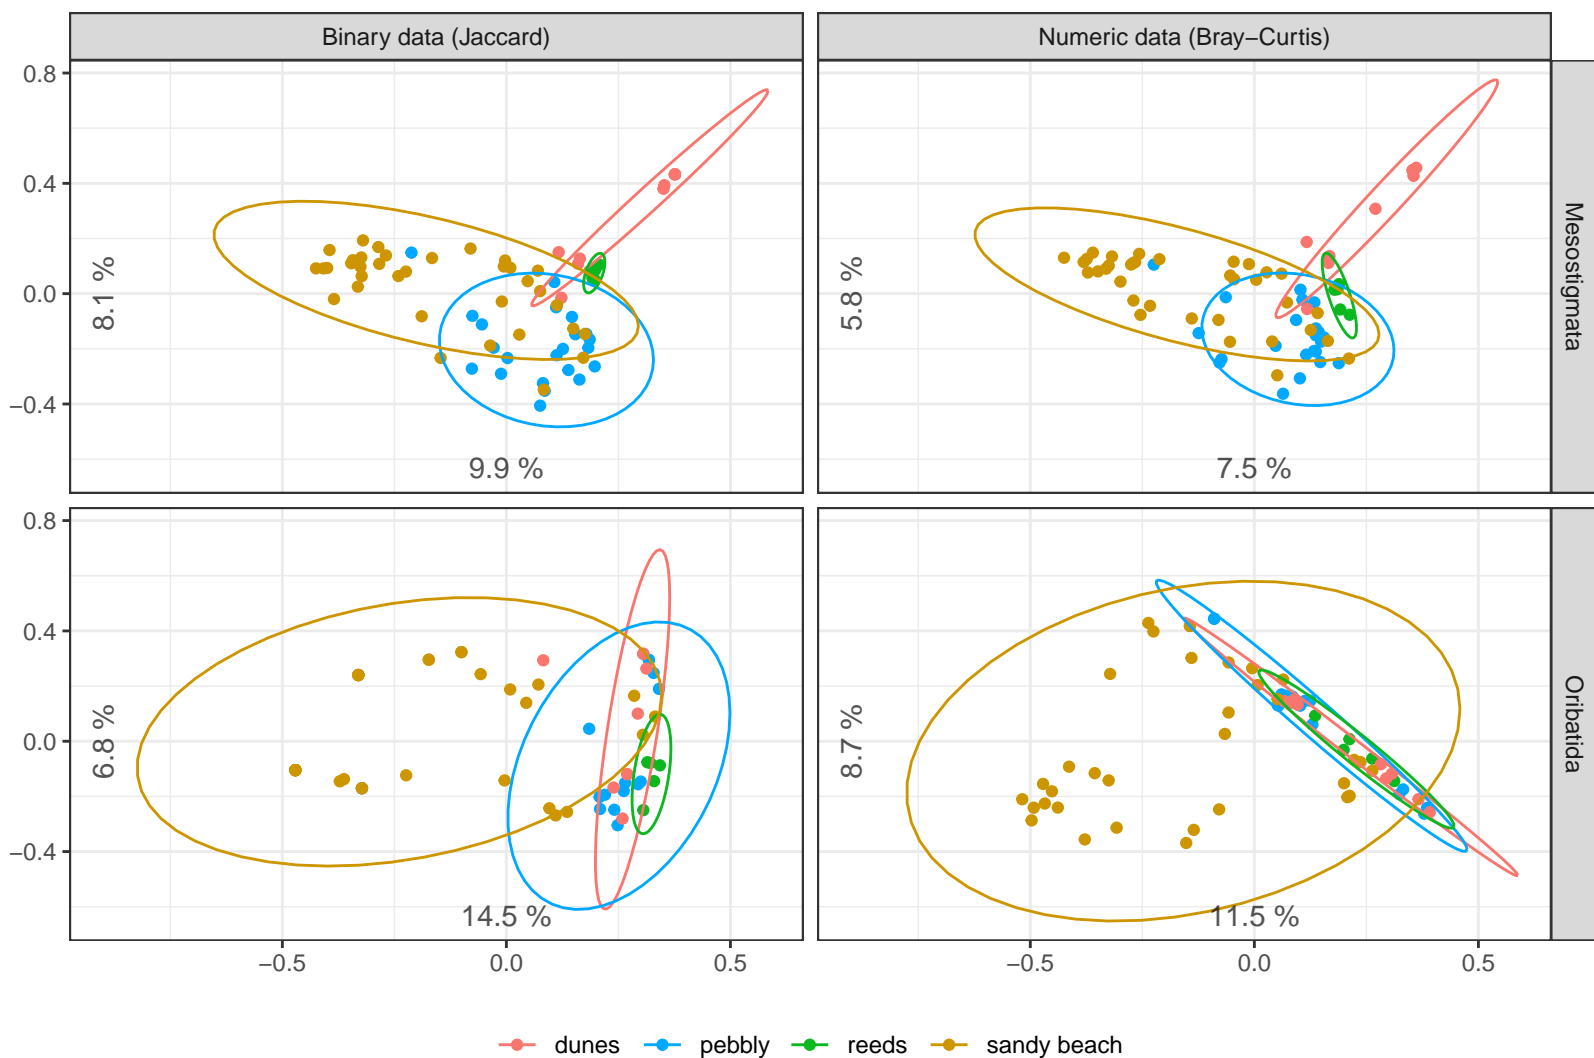 Binary data (Jaccard)
Numeric data (Bray−Curtis)
0.8
0.4
0.0
−0.4
8.1 %
9.9 %
5.8 %
7.5 %
Mesostigmata
0.8
0.4
0.0
−0.4
6.8 %
14.5 %
8.7 %
11.5 %
Oribatida
−0.5
0.0
0.5
−0.5
0.0
0.5
dunes
pebbly
reeds
sandy beach